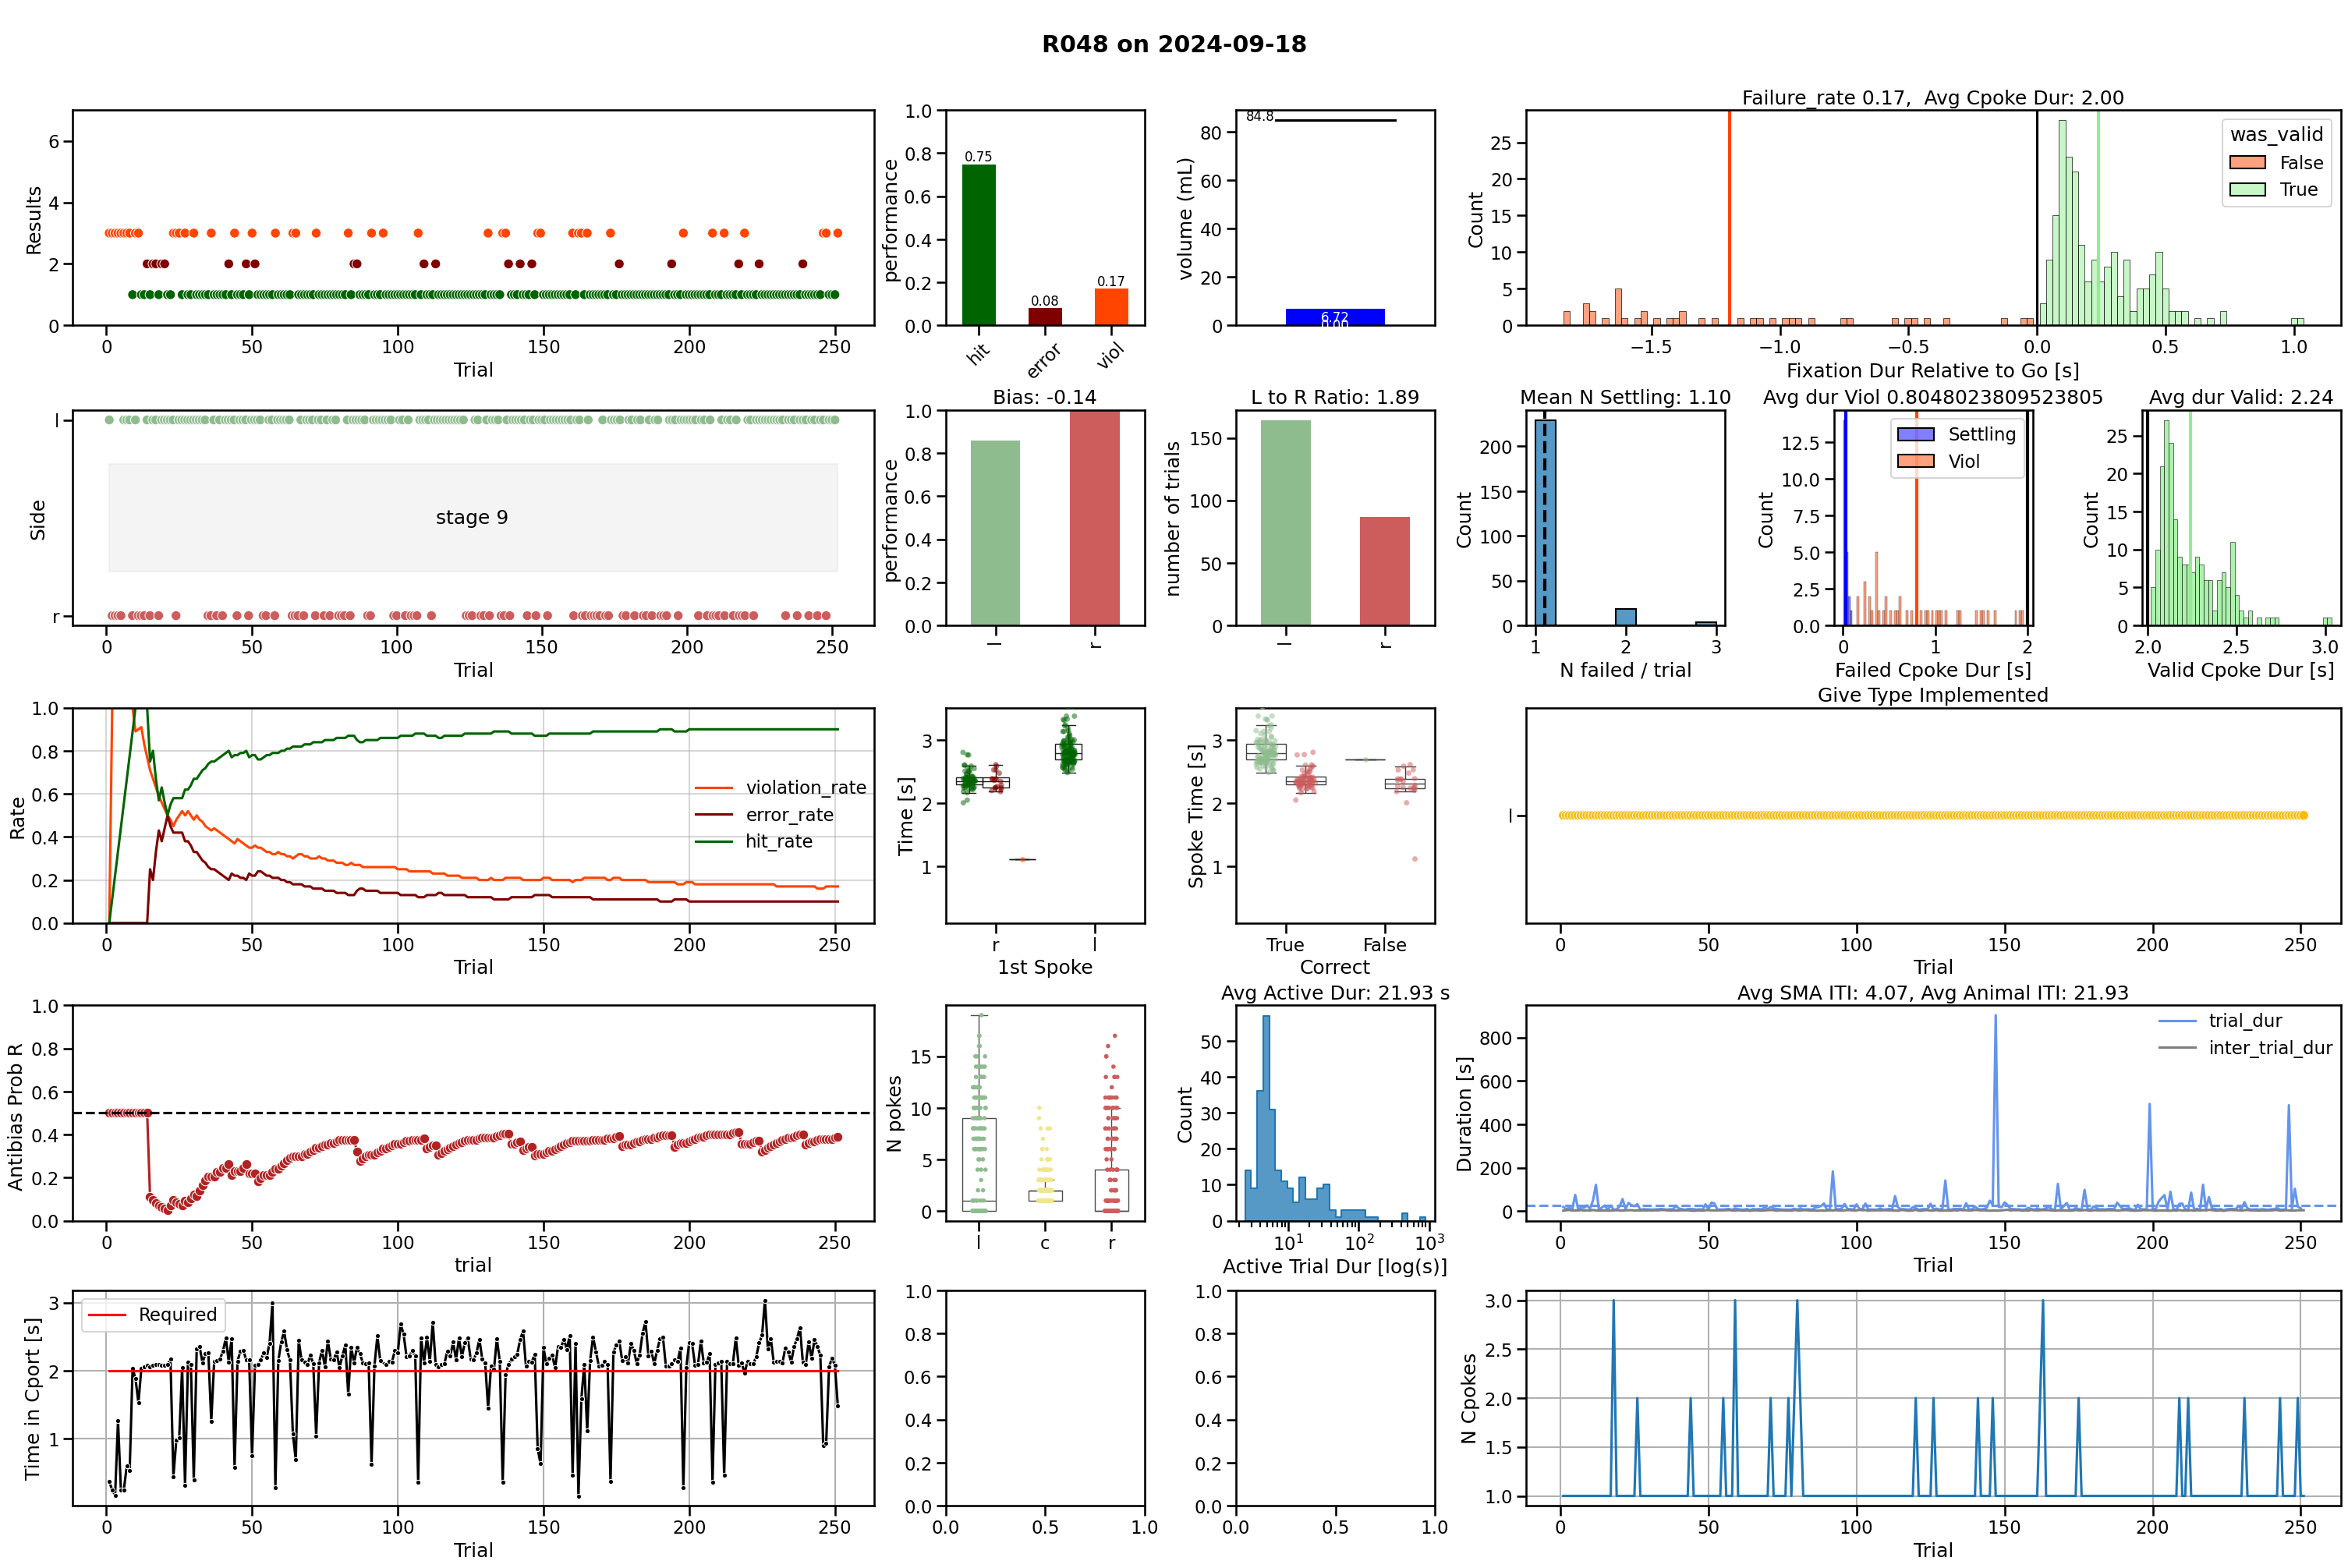 R048 on 2024-09-18
Results
6
4
2
0
0 50 100 150 200 250
Trial
performance
1.0
0.8
0.6
0.4
0.2
0.0
0.75
0.08
0.17
hit error viol
volume (mL)
80
60
40
20
0
84.8
6.72
Failure_rate 0.17,  Avg Cpoke Dur: 2.00
Count
25
20
15
10
5
0
was_valid
False
True
−1.5 −1.0 −0.5 0.0 0.5 1.0
Fixation Dur Relative to Go [s]
Side
l
r
stage 9
0 50 100 150 200 250
Trial
Bias: -0.14
performance
1.0
0.8
0.6
0.4
0.2
0.0
l r
L to R Ratio: 1.89
number of trials
150
100
50
0
l r
Mean N Settling: 1.10
Count
200
150
100
50
0
1 2 3
N failed / trial
Avg dur Viol 0.8048023809523805
Count
12.5
10.0
7.5
5.0
2.5
0.0
Settling
Viol
0 1 2
Failed Cpoke Dur [s]
Avg dur Valid: 2.24
Count
25
20
15
10
5
0
2.0 2.5 3.0
Valid Cpoke Dur [s]
Rate
1.0
0.8
0.6
0.4
0.2
0.0
violation_rate
error_rate
hit_rate
0 50 100 150 200 250
Trial
Time [s]
3
2
1
r l
1st Spoke
Spoke Time [s]
3
2
1
True False
Correct
Give Type Implemented
l
0 50 100 150 200 250
Trial
Antibias Prob R
1.0
0.8
0.6
0.4
0.2
0.0
0 50 100 150 200 250
trial
N pokes
15
10
5
0
l c r
Avg Active Dur: 21.93 s
Count
50
40
30
20
10
0
10¹ 10² 10³
Active Trial Dur [log(s)]
Avg SMA ITI: 4.07, Avg Animal ITI: 21.93
Duration [s]
800
600
400
200
0
trial_dur
inter_trial_dur
0 50 100 150 200 250
Trial
Time in Cport [s]
3
2
1
Required
0 50 100 150 200 250
Trial
1.0
0.8
0.6
0.4
0.2
0.0
0.0 0.5 1.0
1.0
0.8
0.6
0.4
0.2
0.0
0.0 0.5 1.0
N Cpokes
3.0
2.5
2.0
1.5
1.0
0 50 100 150 200 250
Trial